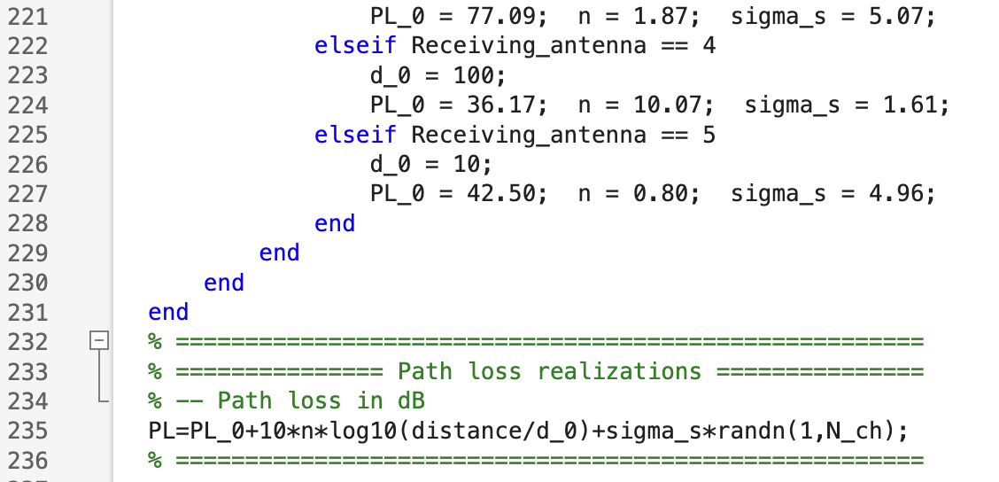 221 PL_0 = 77.09;  n = 1.87;  sigma_s = 5.07;
222 elseif Receiving_antenna == 4
223 d_0 = 100;
224 PL_0 = 36.17;  n = 10.07;  sigma_s = 1.61;
225 elseif Receiving_antenna == 5
226 d_0 = 10;
227 PL_0 = 42.50;  n = 0.80;  sigma_s = 4.96;
228 end
229 end
230 end
231 end
232 % ======================================================
233 % =============== Path loss realizations ===============
234 % -- Path loss in dB
235 PL=PL_0+10*n*log10(distance/d_0)+sigma_s*randn(1,N_ch);
236 % ======================================================